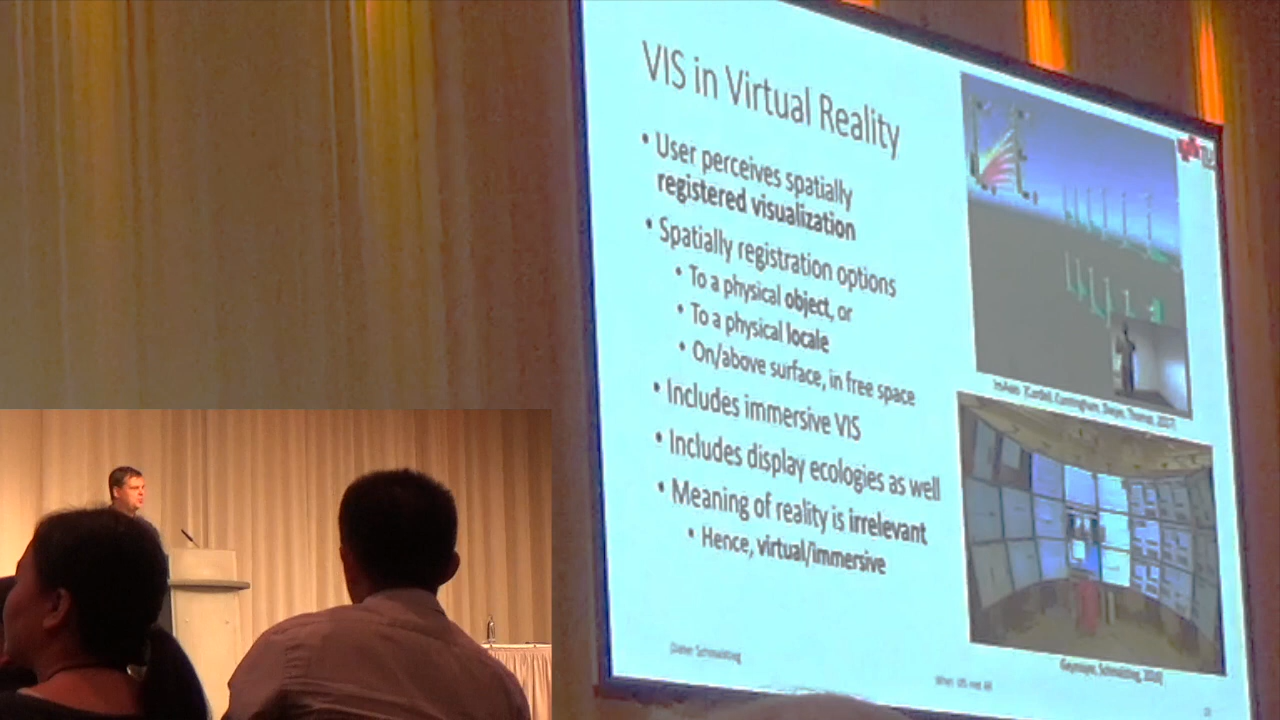 VIS in Virtual Reality
• User perceives spatially
registered visualization
• Spatially registration options
• To a physical object, or
• To a physical locale
• On/above surface, in free space
• Includes immersive VIS
• Includes display ecologies as well
• Meaning of reality is irrelevant
• Hence, virtual/immersive
Dieter Schmalstieg